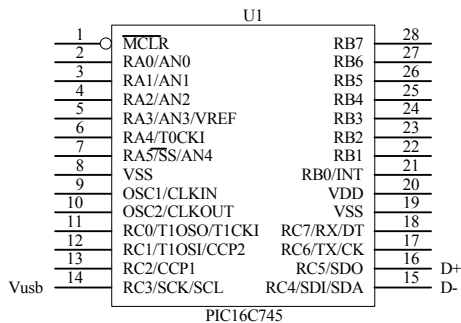 U1
1 MCLR RB7 28
2 RA0/AN0 RB6 27
3 RA1/AN1 RB5 26
4 RA2/AN2 RB4 25
5 RA3/AN3/VREF RB3 24
6 RA4/T0CKI RB2 23
7 RA5/SS/AN4 RB1 22
8 VSS RB0/INT 21
9 OSC1/CLKIN VDD 20
10 OSC2/CLKOUT VSS 19
11 RC0/T1OSO/T1CKI RC7/RX/DT 18
12 RC1/T1OSI/CCP2 RC6/TX/CK 17
13 RC2/CCP1 RC5/SDO 16 D+
Vusb 14 RC3/SCK/SCL RC4/SDI/SDA 15 D-
PIC16C745